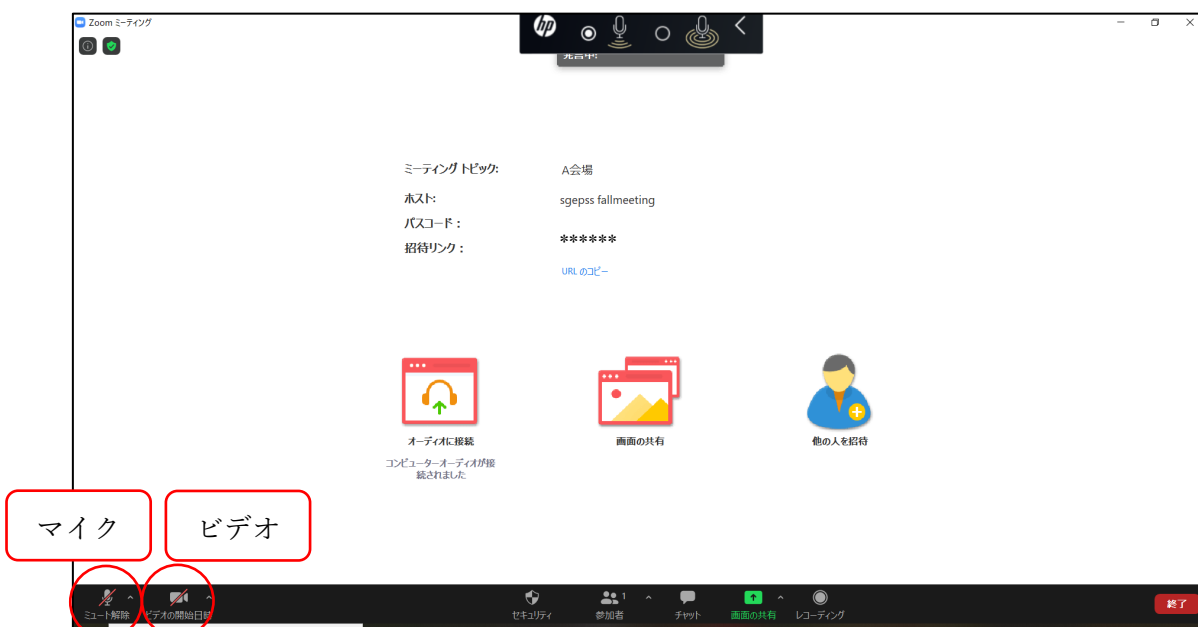 Zoom ミーティング
hp
発言中:
ミーティング トピック:
A会場
ホスト:
sgepss fallmeeting
パスコード：
******
招待リンク：
URL のコピー
オーディオに接続
画面の共有
他の人を招待
コンピューターオーディオが接
続されました
マイク
ビデオ
ミュート解除
ビデオの開始日時
セキュリティ
参加者
1
チャット
画面の共有
レコーディング
終了